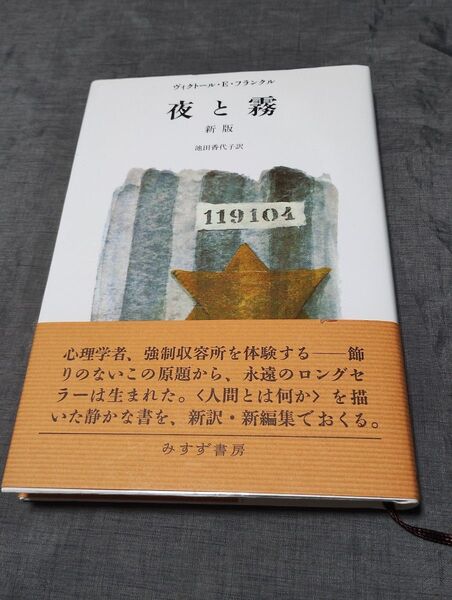 ヴィクトール・E・フランクル
夜と霧
新版
池田香代子訳
119104
心理学者、強制収容所を体験する──飾
りのないこの原題から、永遠のロングセ
ラーは生まれた。〈人間とは何か〉を描
いた静かな書を、新訳・新編集でおくる。
みすず書房